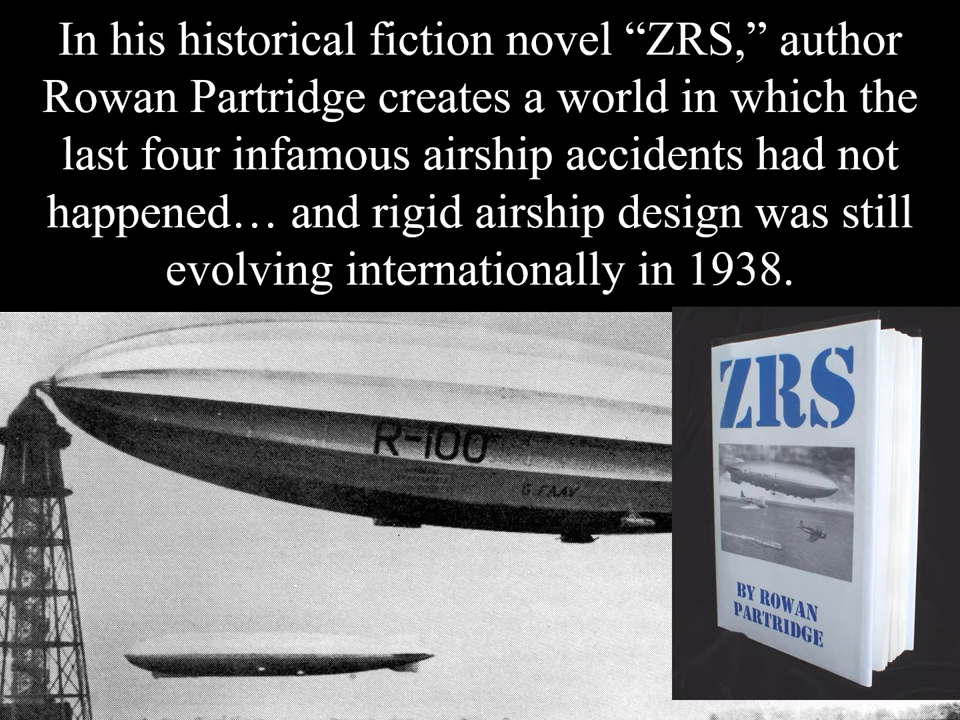 In his historical fiction novel “ZRS,” author
Rowan Partridge creates a world in which the
last four infamous airship accidents had not
happened… and rigid airship design was still
evolving internationally in 1938.
R-100
G-FAAV
ZRS
BY ROWAN
PARTRIDGE